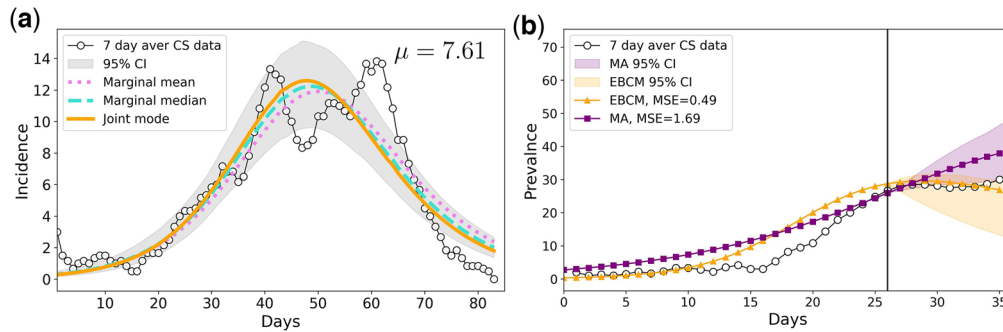 (a)
7 day aver CS data
95% CI
Marginal mean
Marginal median
Joint mode
μ = 7.61
14
12
10
8
6
4
2
0
Incidence
10 20 30 40 50 60 70 80
Days
(b)
7 day aver CS data
MA 95% CI
EBCM 95% CI
EBCM, MSE=0.49
MA, MSE=1.69
70
60
50
40
30
20
10
0
Prevalnce
0 5 10 15 20 25 30 35
Days